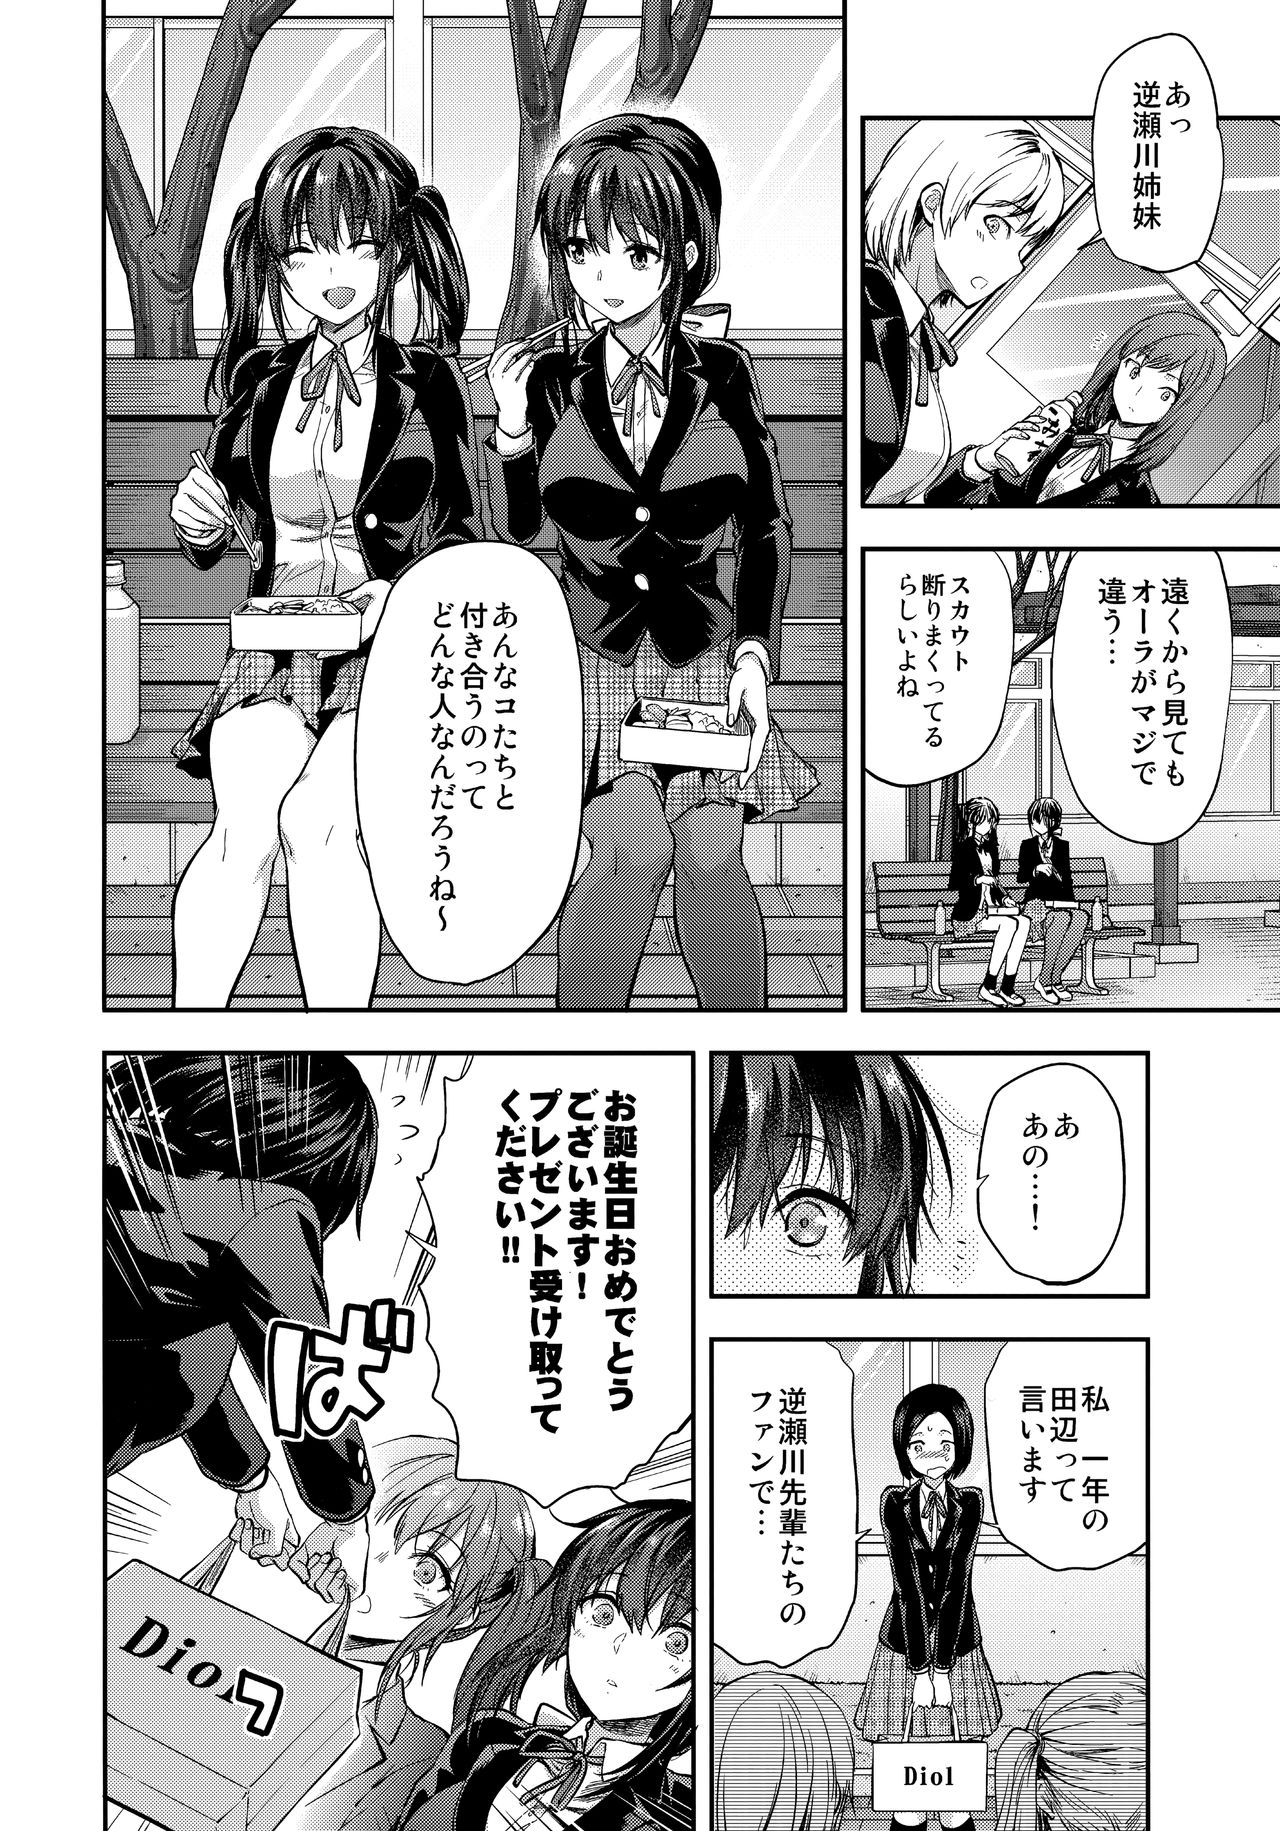 あっ
逆瀬川姉妹
コウチャ
遠くから見ても
オーラがマジで
違う…
スカウト
断りまくってる
らしいよね
あんなコたちと
付き合うのって
どんな人なんだろうね～
あ
あの…！
私 一年の
田辺って
言います
逆瀬川先輩たちの
ファンで…
Diol
お誕生日おめでとう
ございます！
プレゼント受け取って
ください!!
ばっ
Diol